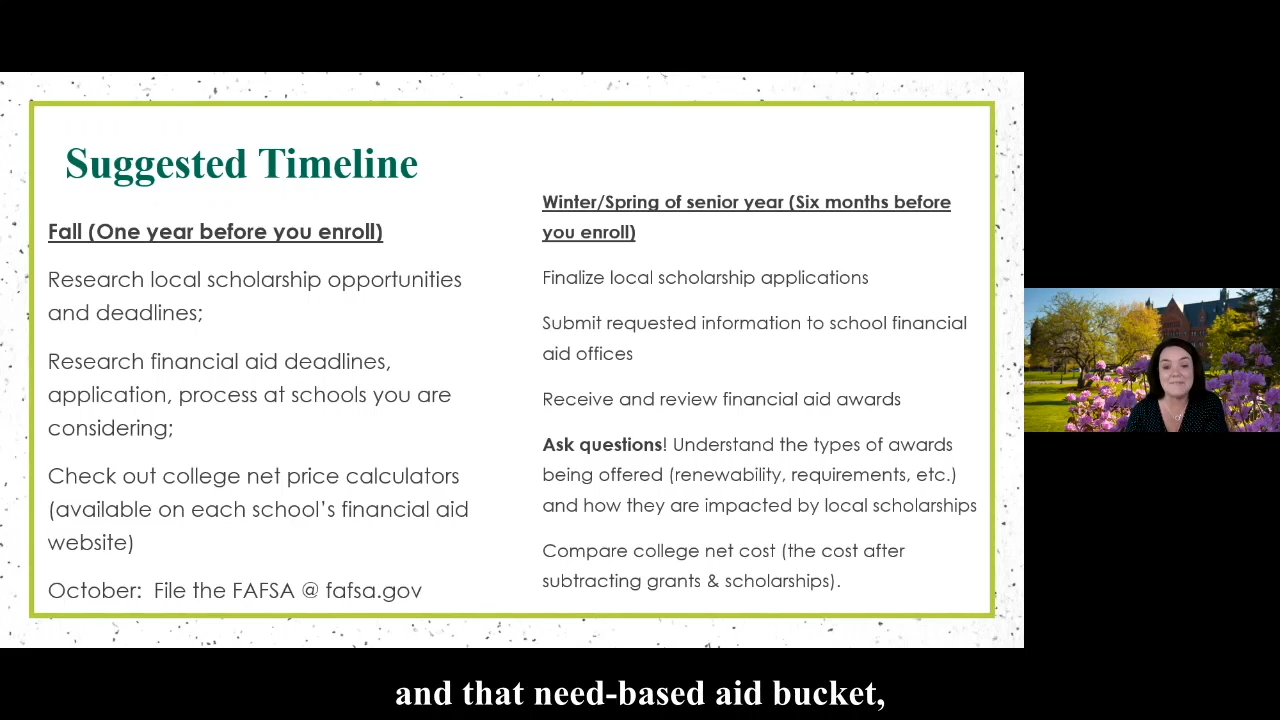 Suggested Timeline
Fall (One year before you enroll)
Research local scholarship opportunities
and deadlines;
Research financial aid deadlines,
application, process at schools you are
considering;
Check out college net price calculators
(available on each school's financial aid
website)
October:  File the FAFSA @ fafsa.gov
Winter/Spring of senior year (Six months before
you enroll)
Finalize local scholarship applications
Submit requested information to school financial
aid offices
Receive and review financial aid awards
Ask questions! Understand the types of awards
being offered (renewability, requirements, etc.)
and how they are impacted by local scholarships
Compare college net cost (the cost after
subtracting grants & scholarships).
and that need-based aid bucket,